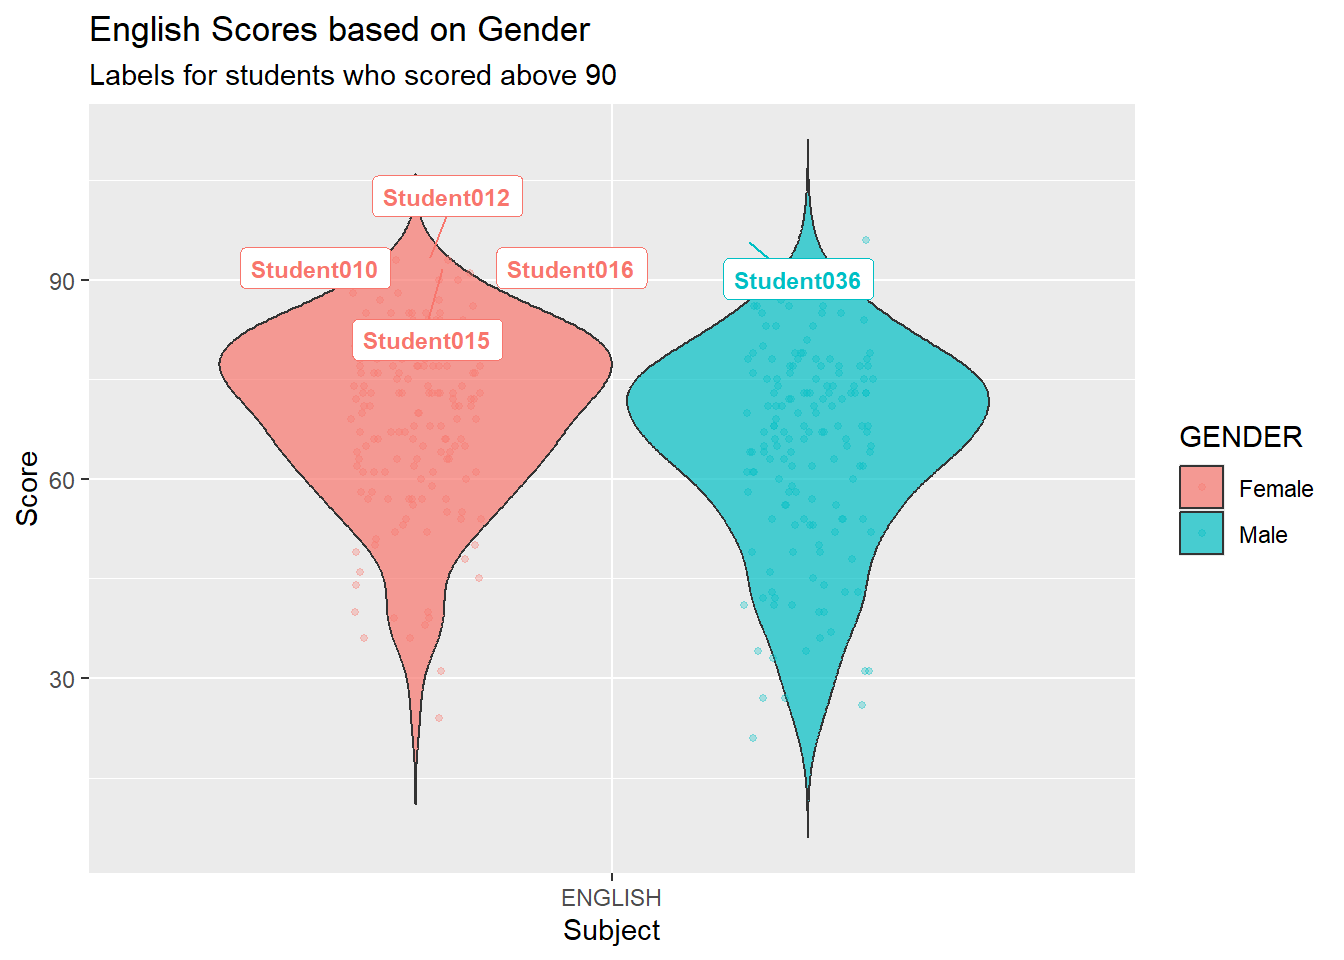 English Scores based on Gender
Labels for students who scored above 90
Student012
Student010
Student016
Student036
Student015
90
60
30
Score
ENGLISH
Subject
GENDER
Female
Male